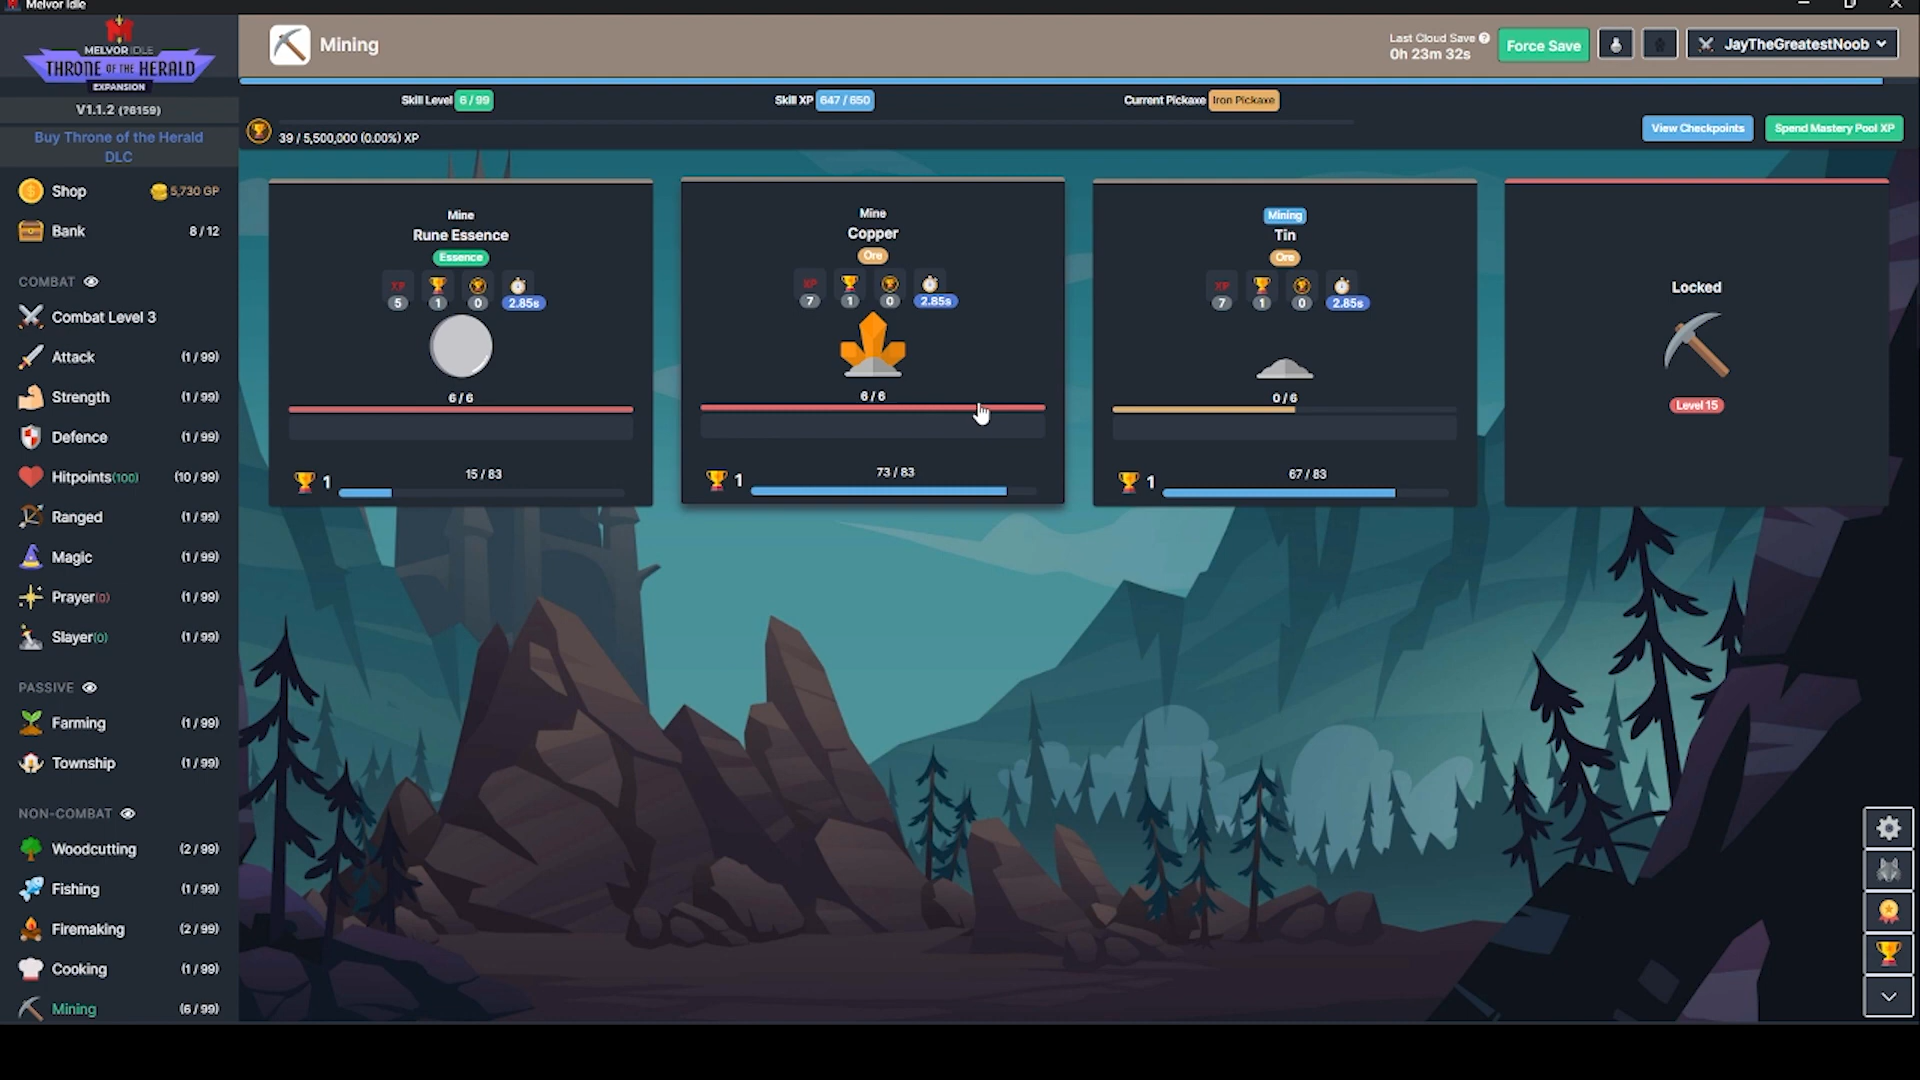 Melvor Idle
MELVOR IDLE
THRONE OF THE HERALD
EXPANSION
V1.1.2 (?6159)
Buy Throne of the Herald
DLC
Shop 5,730 GP
Bank 8 / 12
COMBAT
Combat Level 3
Attack (1 / 99)
Strength (1 / 99)
Defence (1 / 99)
Hitpoints(100) (10 / 99)
Ranged (1 / 99)
Magic (1 / 99)
Prayer(0) (1 / 99)
Slayer(0) (1 / 99)
PASSIVE
Farming (1 / 99)
Township (1 / 99)
NON-COMBAT
Woodcutting (2 / 99)
Fishing (1 / 99)
Firemaking (2 / 99)
Cooking (1 / 99)
Mining (6 / 99)
Mining
Last Cloud Save
0h 23m 32s
Force Save
JayTheGreatestNoob
Skill Level 6 / 99
Skill XP 647 / 650
Current Pickaxe Iron Pickaxe
39 / 5,500,000 (0.00%) XP
View Checkpoints
Spend Mastery Pool XP
Mine
Rune Essence
Essence
XP
5 1 0 2.85s
6 / 6
1 15 / 83
Mine
Copper
Ore
XP
7 1 0 2.85s
6 / 6
1 73 / 83
Mining
Tin
Ore
XP
7 1 0 2.85s
0 / 6
1 67 / 83
Locked
Level 15